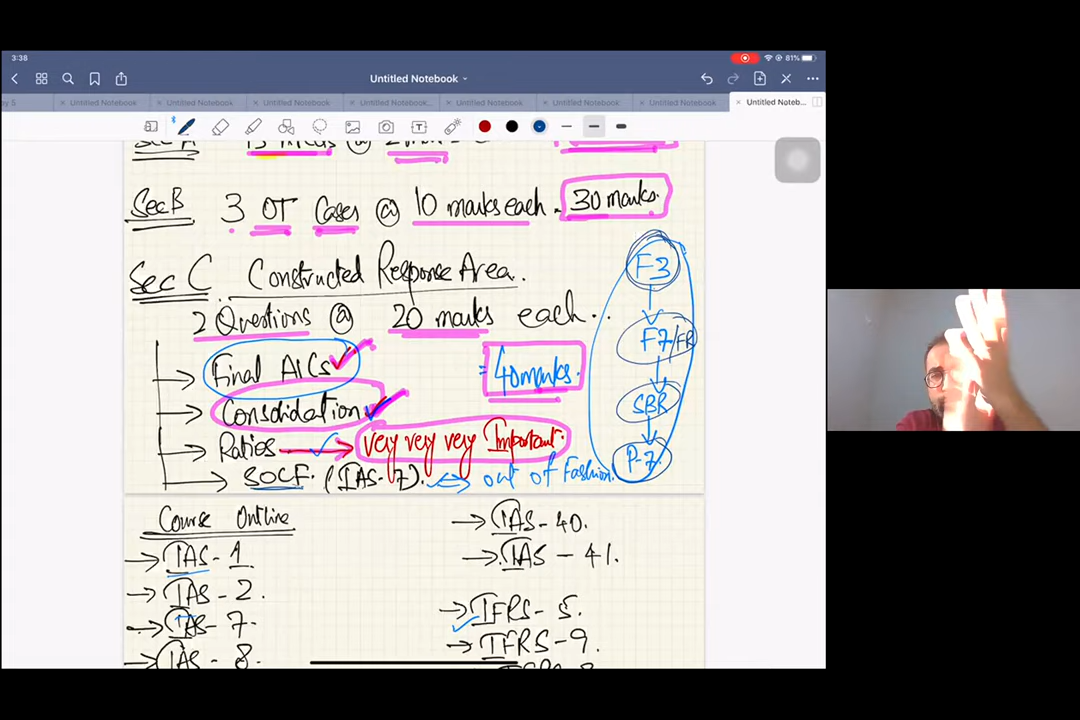 3:38
81%
Untitled Notebook
Untitled Notebook
Untitled Notebook
Untitled Notebook
Untitled Notebook...
Untitled Notebook
Untitled Notebook
Untitled Notebook
Untitled Noteb...
Sec A 15 MCQs @ 2
Sec B 3 OT Cases @ 10 marks each. 30 marks.
Sec C Constructed Response Area.
2 Questions @ 20 marks each..
Final A/Cs
= 40 marks.
Consolidation
Ratios → very very very Important.
SOCF. (IAS-7). ⇔ out of Fashion.
F3
F7/FR
SBR
P-7
Course Outline
→ IAS-1
→ IAS-2.
→ IAS-7.
→ IAS-8.
→ IAS-40.
→ IAS-41.
→ IFRS-5.
→ IFRS-9.